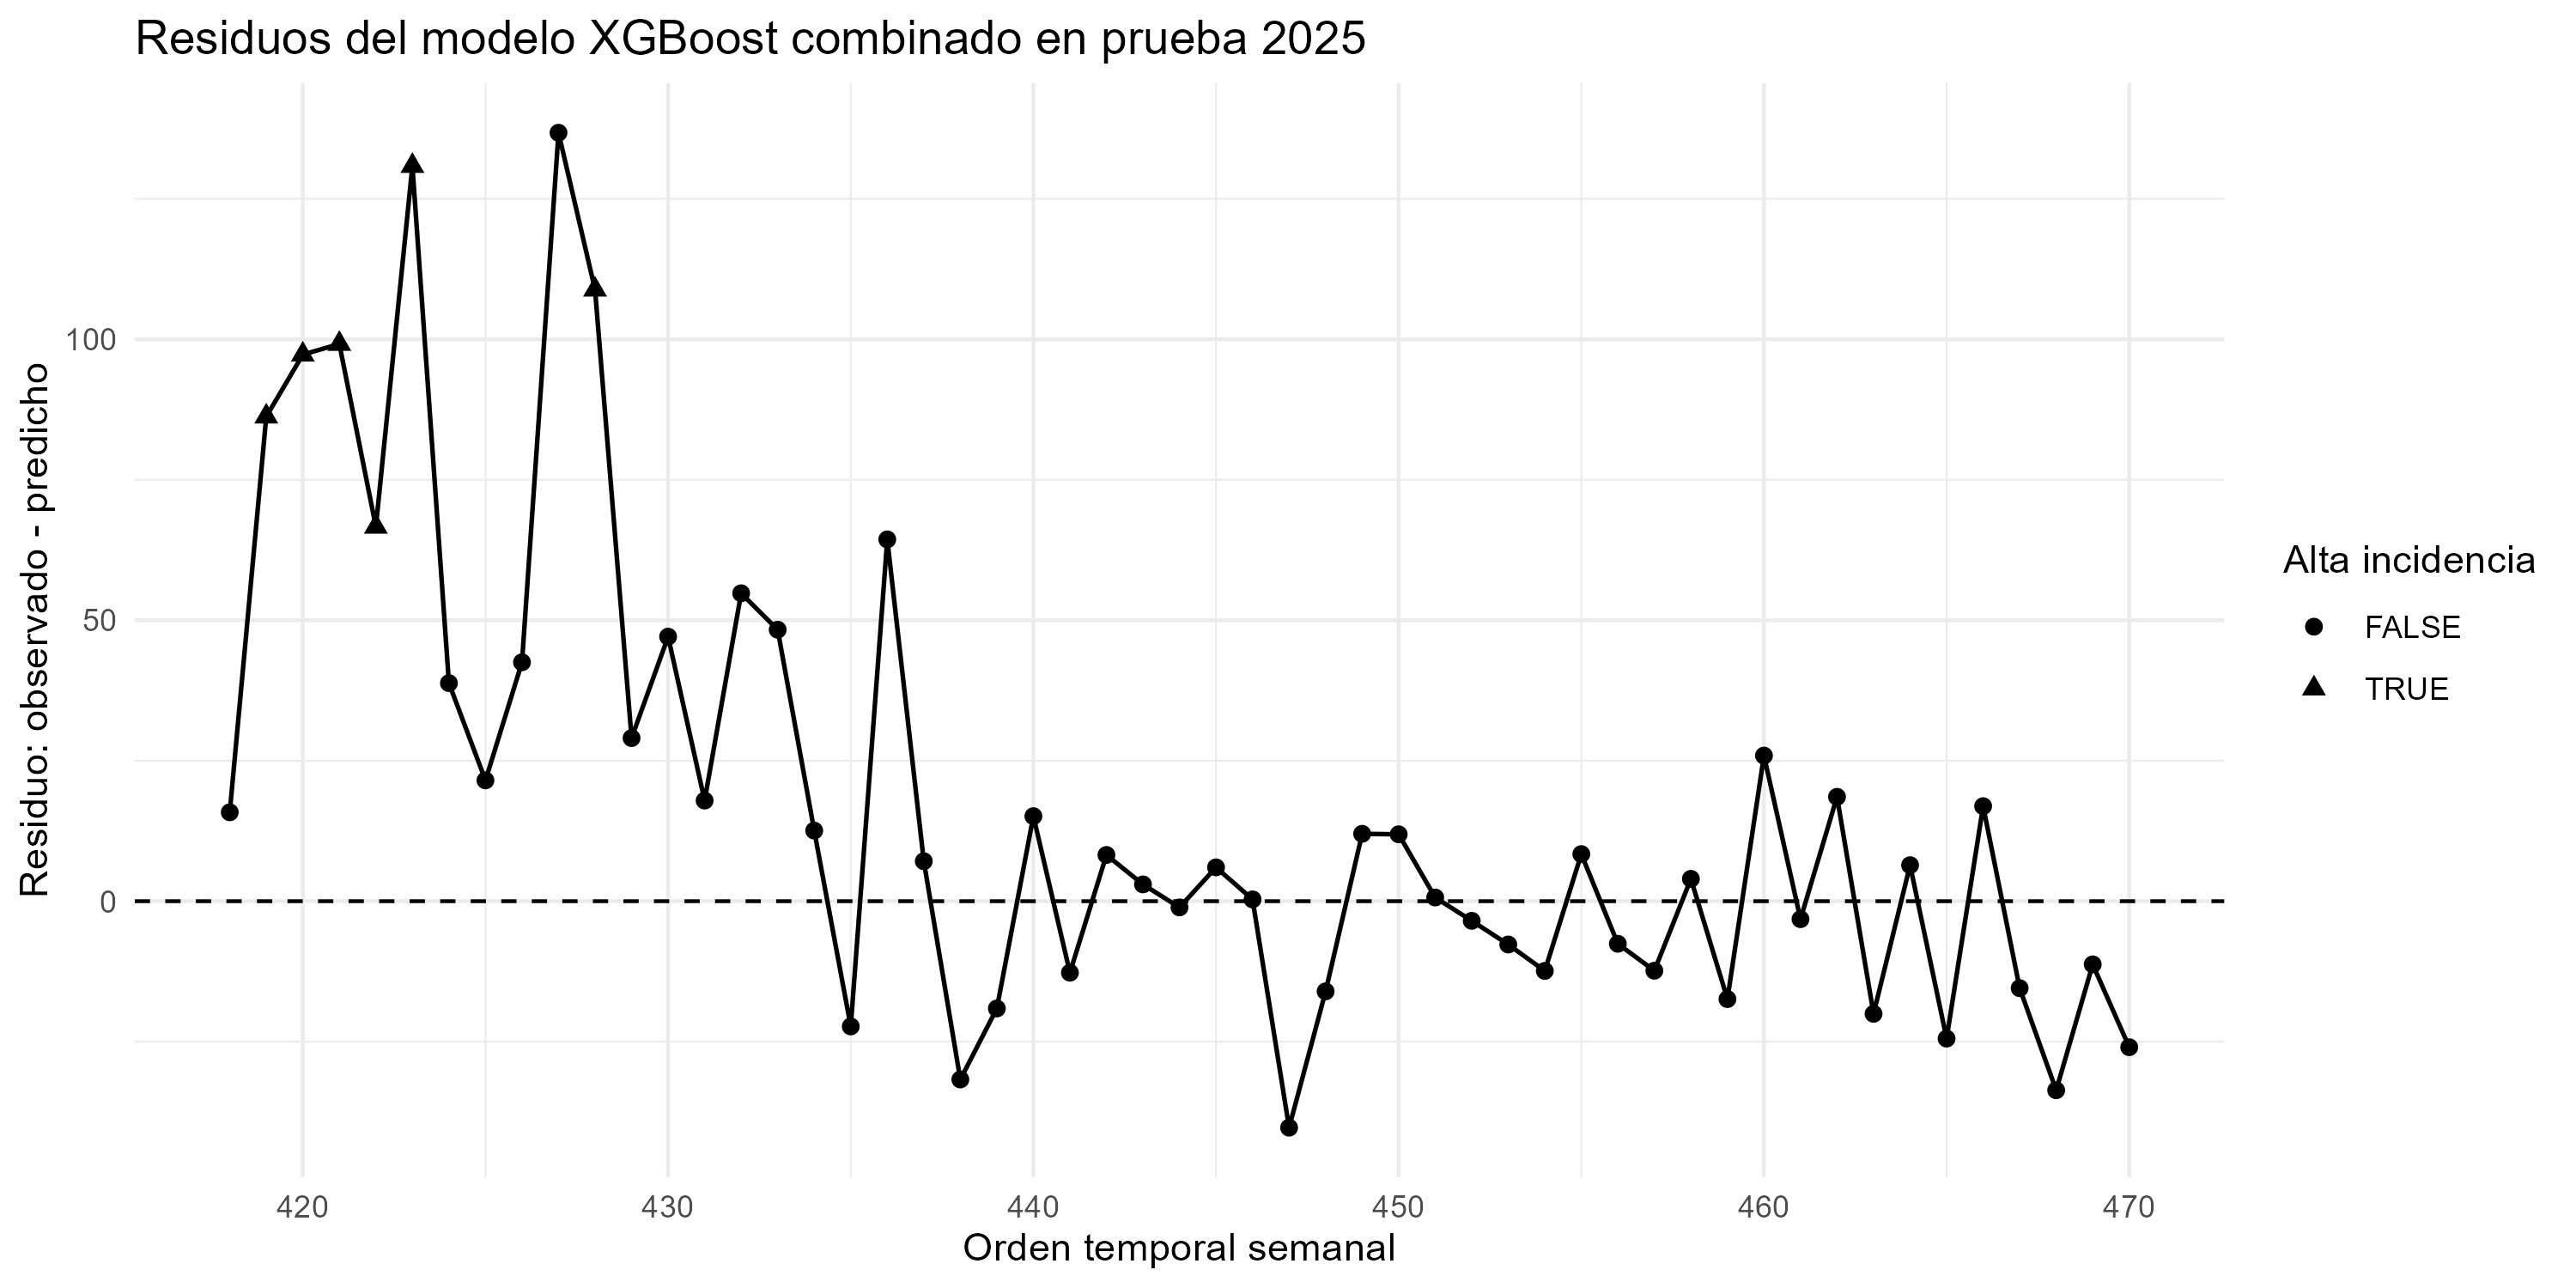 Residuos del modelo XGBoost combinado en prueba 2025
Residuo: observado - predicho
100
50
0
420
430
440
450
460
470
Orden temporal semanal
Alta incidencia
FALSE
TRUE